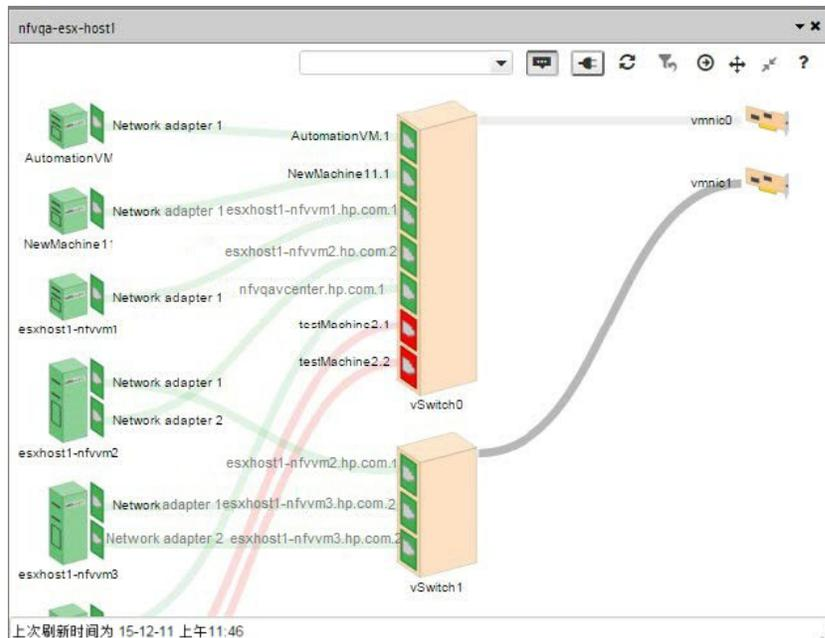 nfvqa-esx-host1
?
Network adapter 1
AutomationVM
AutomationVM.1
vmnic0
NewMachine11.1
vmnic1
Network adapter 1
esxhost1-nfvvm1.hp.com.1
NewMachine11
esxhost1-nfvvm2.hp.com.2
nfvqavcenter.hp.com.1
Network adapter 1
esxhost1-nfvvm1
testMachine2.1
testMachine2.2
Network adapter 1
vSwitch0
Network adapter 2
esxhost1-nfvvm2
esxhost1-nfvvm2.hp.com.1
Network adapter 1
esxhost1-nfvvm3.hp.com.2
Network adapter 2
esxhost1-nfvvm3.hp.com.2
esxhost1-nfvvm3
vSwitch1
上次刷新时间为 15-12-11 上午11:46